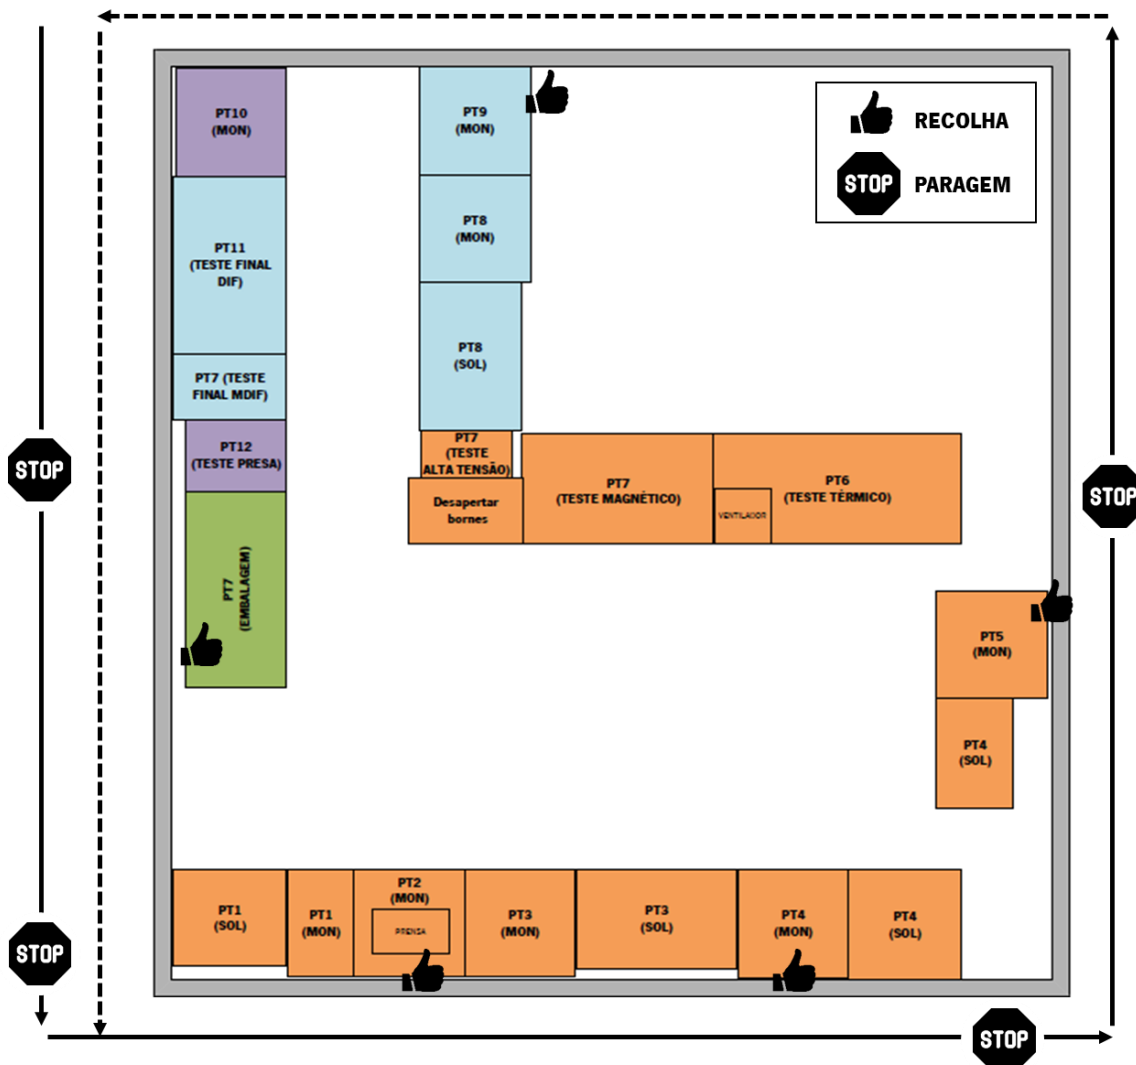 PT10
(MON)
PT9
(MON)
STOP
RECOLHA
PARAGEM
PT11
(TESTE FINAL
DIF)
PT8
(MON)
PT8
(SOL)
PT7 (TESTE
FINAL MDIF)
PT12
(TESTE PRESA)
PT7
(TESTE
ALTA TENSÃO)
Desapertar
bornes
PT7
(TESTE MAGNÉTICO)
PT6
(TESTE TÉRMICO)
VENTILADOR
STOP
STOP
PT7
(EMBALAGEM)
PT5
(MON)
PT4
(SOL)
PT1
(SOL)
PT1
(MON)
PT2
(MON)
PRENSA
PT3
(MON)
PT3
(SOL)
PT4
(MON)
PT4
(SOL)
STOP
STOP